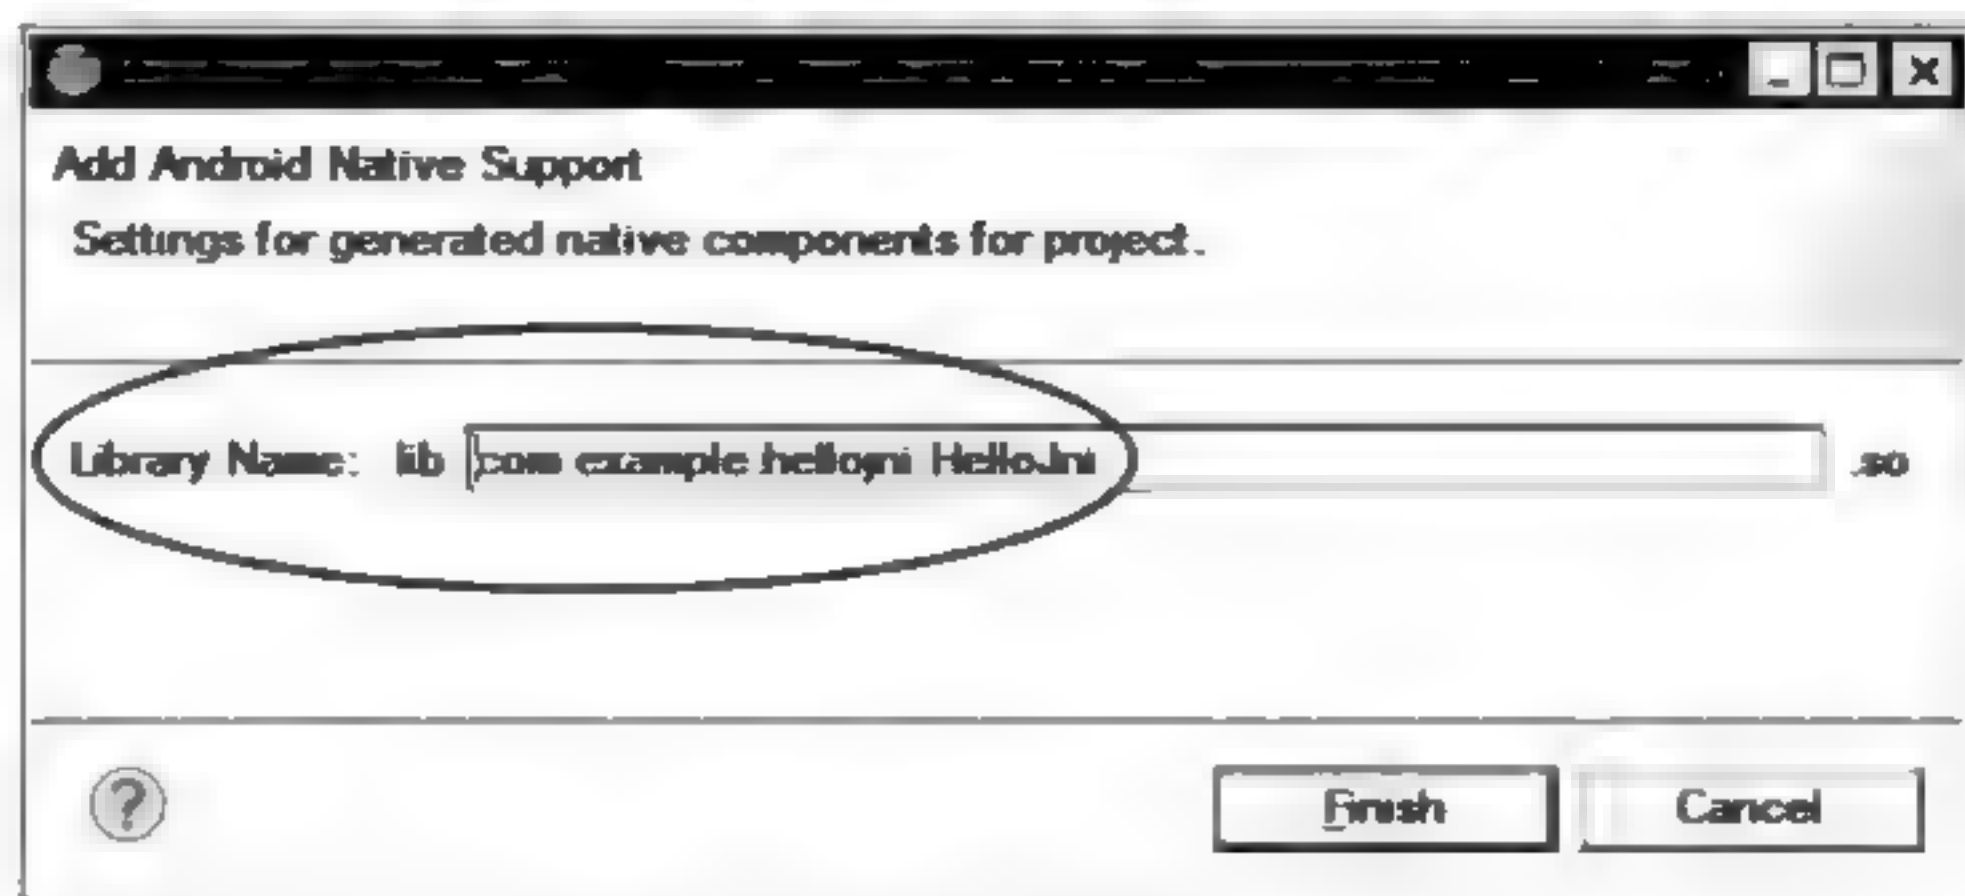 Add Android Native Support
Settings for generated native components for project.
Library Name: lib com example.hellojni HelloJni .so
Finish Cancel